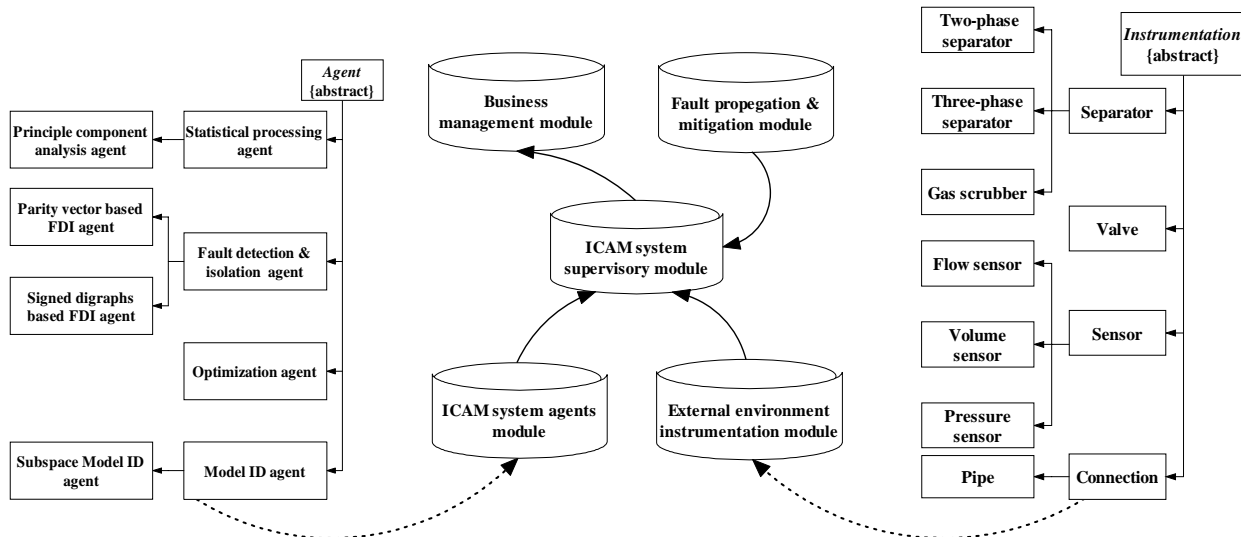 Agent
{abstract}
Principle component
analysis agent
Statistical processing
agent
Parity vector based
FDI agent
Fault detection &
isolation agent
Signed digraphs
based FDI agent
Optimization agent
Subspace Model ID
agent
Model ID agent
Business
management module
Fault propegation &
mitigation module
ICAM system
supervisory module
ICAM system agents
module
External environment
instrumentation module
Two-phase
separator
Instrumentation
{abstract}
Three-phase
separator
Separator
Gas scrubber
Valve
Flow sensor
Volume
sensor
Sensor
Pressure
sensor
Pipe
Connection